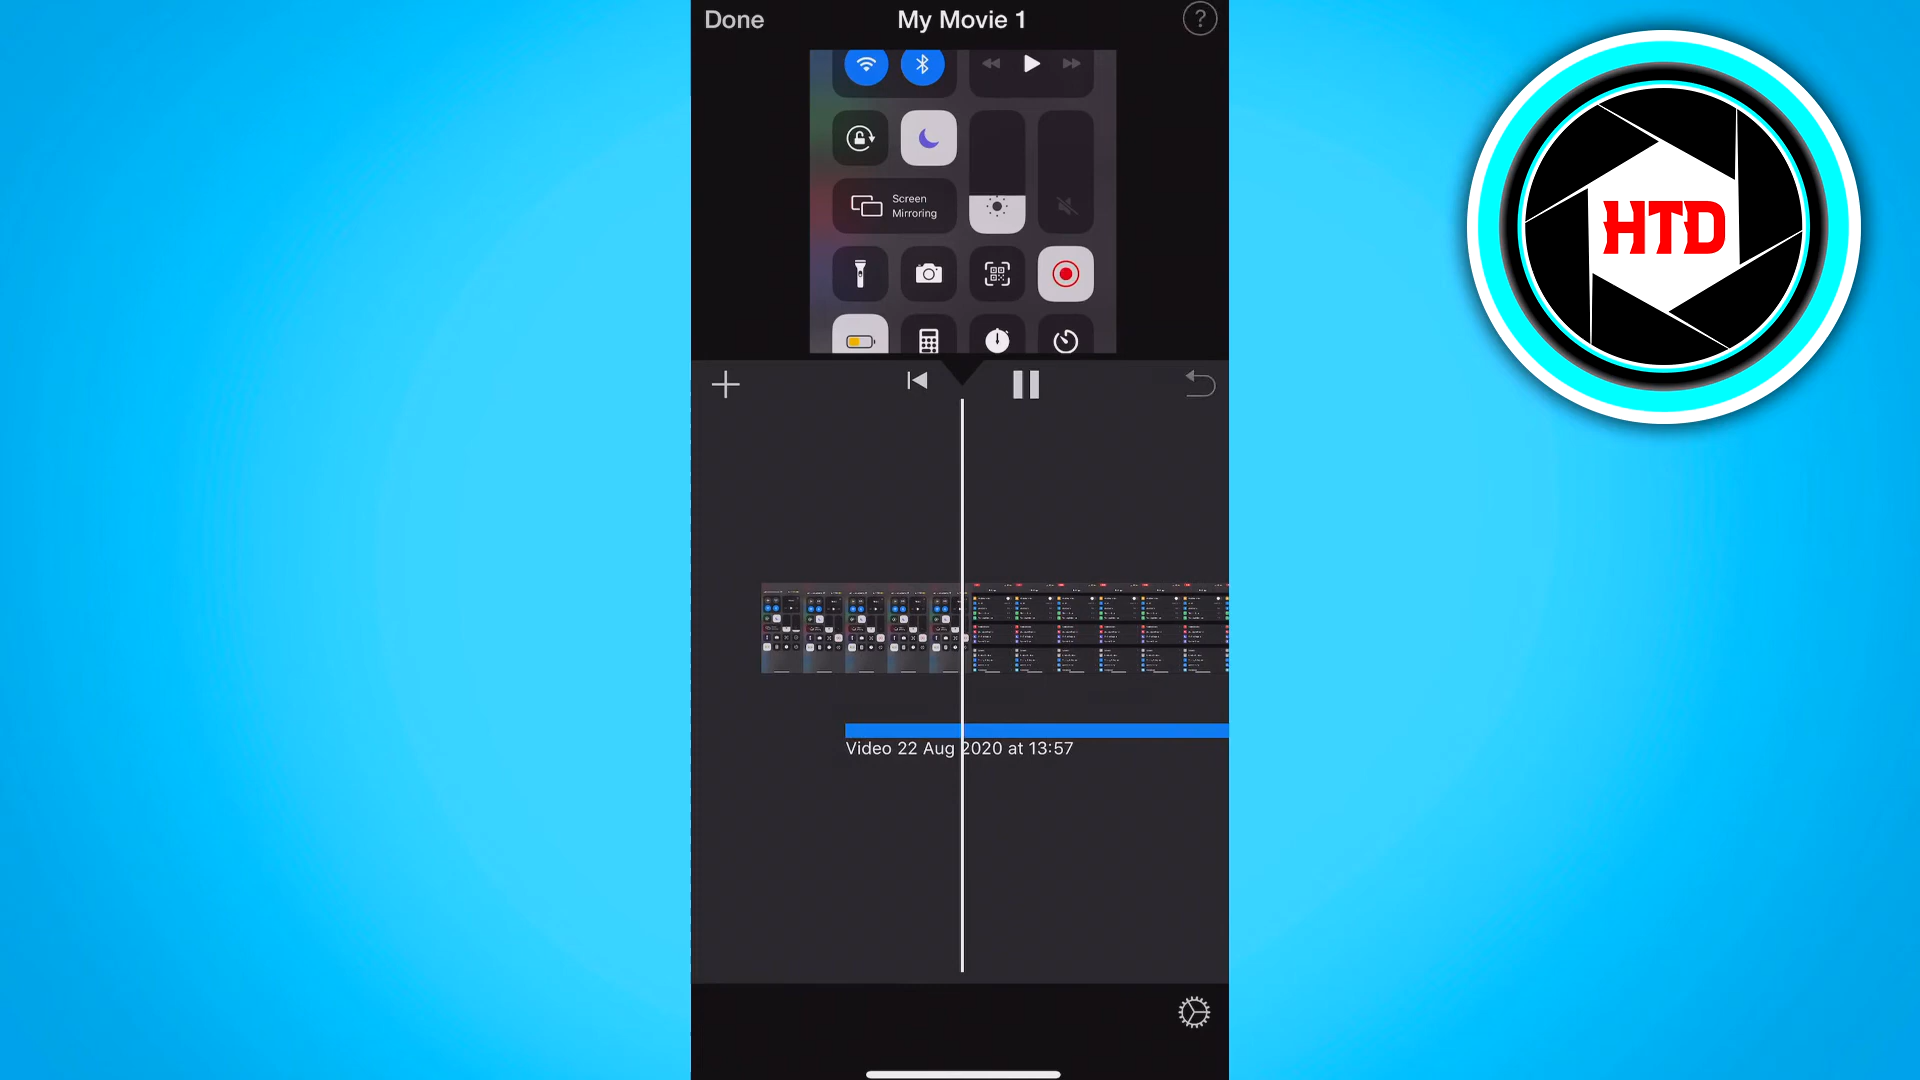 Done
My Movie 1
?
Screen
Mirroring
HTD
Video 22 Aug 2020 at 13:57